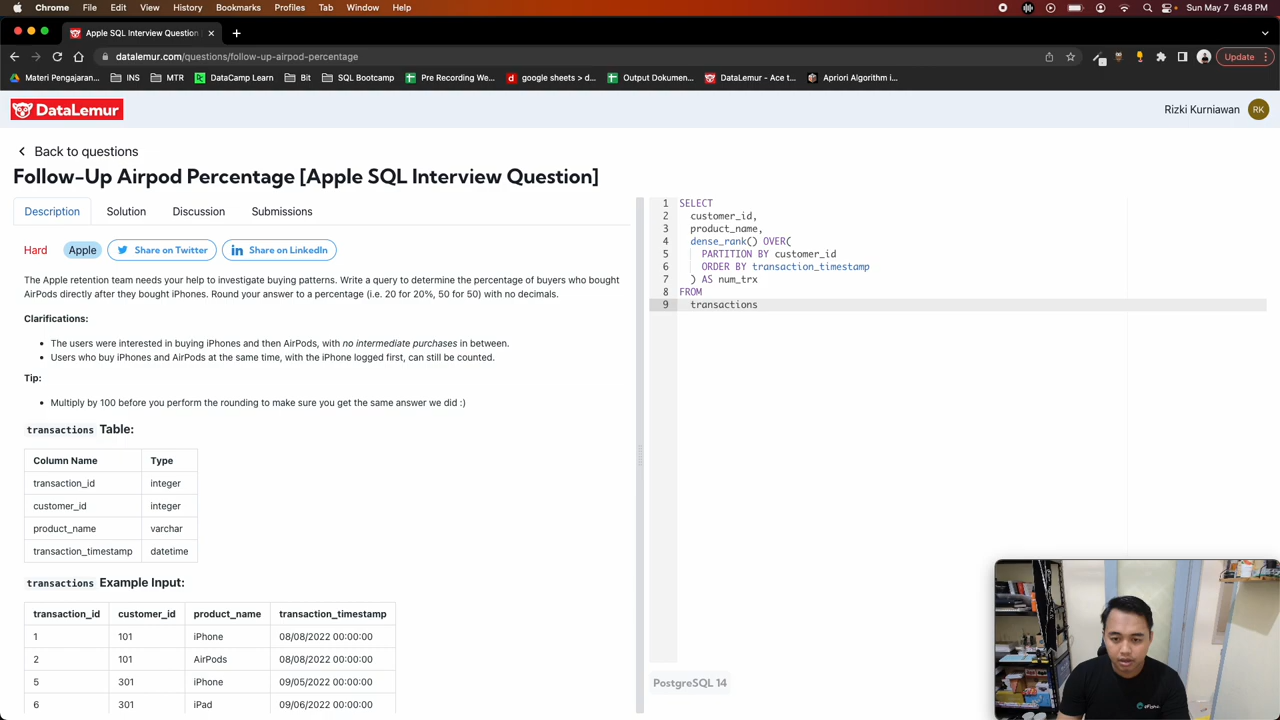 Chrome File Edit View History Bookmarks Profiles Tab Window Help Sun May 7 6:48 PM
Apple SQL Interview Question
datalemur.com/questions/follow-up-airpod-percentage Update
Materi Pengajaran... INS MTR DataCamp Learn Bit SQL Bootcamp Pre Recording We... google sheets > d... Output Dokumen... DataLemur - Ace t... Apriori Algorithm i...
DataLemur Rizki Kurniawan RK
Back to questions
Follow-Up Airpod Percentage [Apple SQL Interview Question]
Description Solution Discussion Submissions
Hard Apple Share on Twitter Share on LinkedIn
The Apple retention team needs your help to investigate buying patterns. Write a query to determine the percentage of buyers who bought
AirPods directly after they bought iPhones. Round your answer to a percentage (i.e. 20 for 20%, 50 for 50) with no decimals.
Clarifications:
• The users were interested in buying iPhones and then AirPods, with no intermediate purchases in between.
• Users who buy iPhones and AirPods at the same time, with the iPhone logged first, can still be counted.
Tip:
• Multiply by 100 before you perform the rounding to make sure you get the same answer we did :)
transactions Table:
Column Name Type
transaction_id integer
customer_id integer
product_name varchar
transaction_timestamp datetime
transactions Example Input:
transaction_id customer_id product_name transaction_timestamp
1 101 iPhone 08/08/2022 00:00:00
2 101 AirPods 08/08/2022 00:00:00
5 301 iPhone 09/05/2022 00:00:00
6 301 iPad 09/06/2022 00:00:00
1 SELECT
2 customer_id,
3 product_name,
4 dense_rank() OVER(
5 PARTITION BY customer_id
6 ORDER BY transaction_timestamp
7 ) AS num_trx
8 FROM
9 transactions
PostgreSQL 14